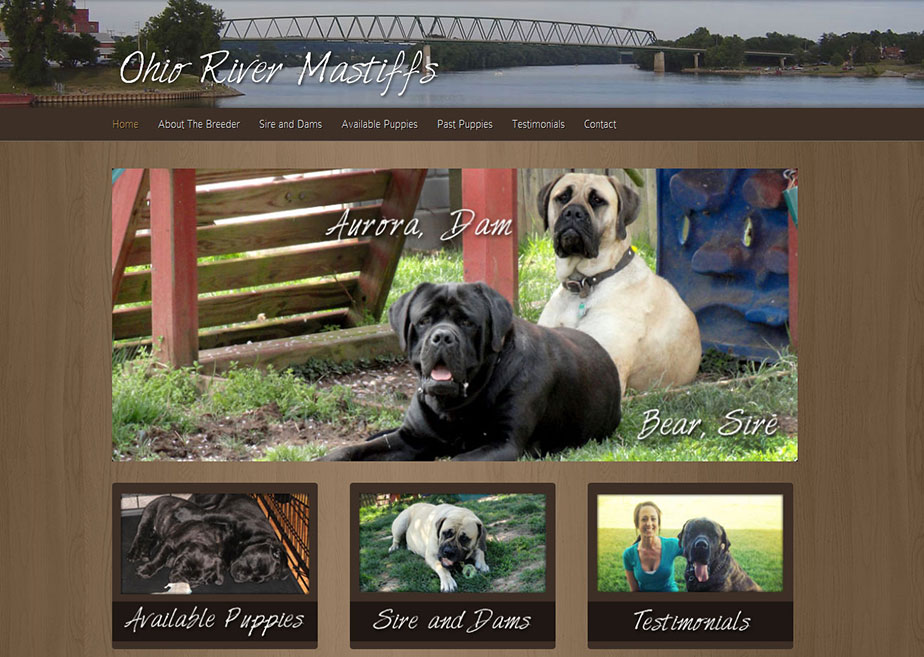 Ohio River Mastiffs
Home About The Breeder Sire and Dams Available Puppies Past Puppies Testimonials Contact
Aurora, Dam
Bear, Sire
Available Puppies Sire and Dams Testimonials